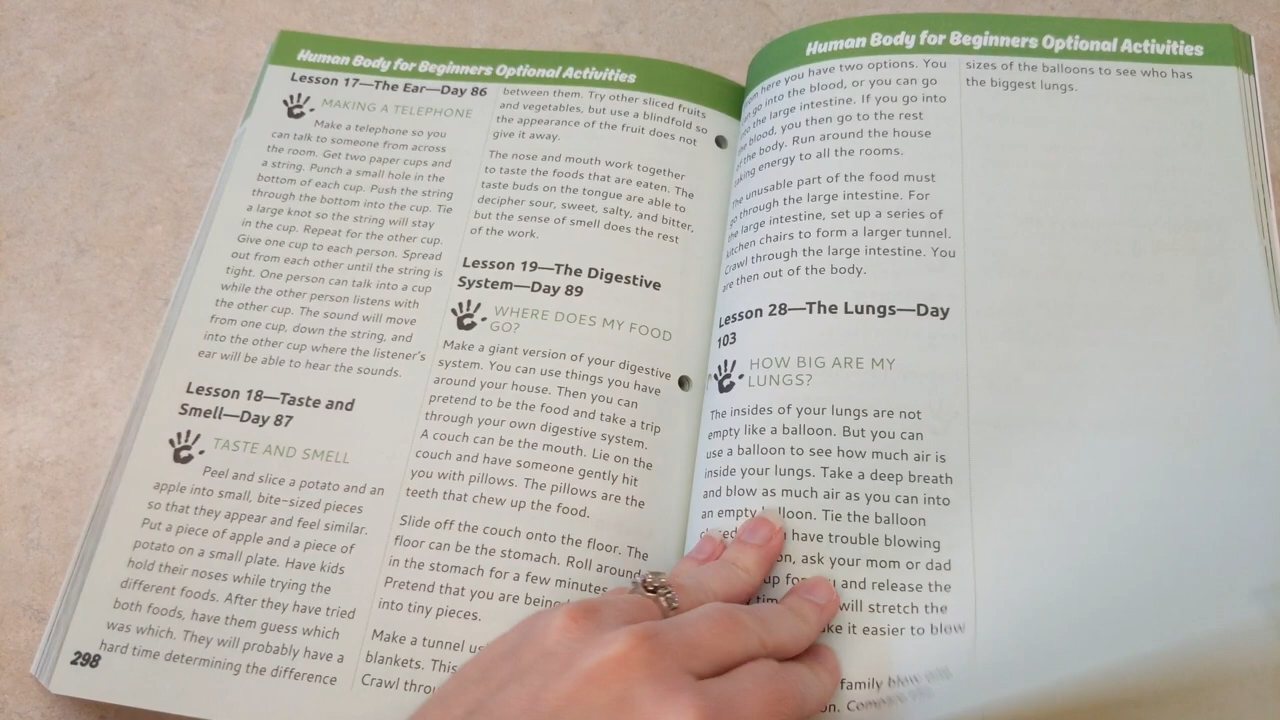 Human Body for Beginners Optional Activities
Lesson 17—The Ear—Day 86
MAKING A TELEPHONE
Make a telephone so you
can talk to someone from across
the room. Get two paper cups and
a string. Punch a small hole in the
bottom of each cup. Push the string
through the bottom into the cup. Tie
a large knot so the string will stay
in the cup. Repeat for the other cup.
Give one cup to each person. Spread
out from each other until the string is
tight. One person can talk into a cup
while the other person listens with
the other cup. The sound will move
from one cup, down the string, and
into the other cup where the listener's
ear will be able to hear the sounds.
Lesson 18—Taste and
Smell—Day 87
TASTE AND SMELL
Peel and slice a potato and an
apple into small, bite-sized pieces
so that they appear and feel similar.
Put a piece of apple and a piece of
potato on a small plate. Have kids
hold their noses while trying the
different foods. After they have tried
both foods, have them guess which
was which. They will probably have a
hard time determining the difference
298
between them. Try other sliced fruits
and vegetables, but use a blindfold so
the appearance of the fruit does not
give it away.
The nose and mouth work together
to taste the foods that are eaten. The
taste buds on the tongue are able to
decipher sour, sweet, salty, and bitter,
but the sense of smell does the rest
of the work.
Lesson 19—The Digestive
System—Day 89
WHERE DOES MY FOOD
GO?
Make a giant version of your digestive
system. You can use things you have
around your house. Then you can
pretend to be the food and take a trip
through your own digestive system.
A couch can be the mouth. Lie on the
couch and have someone gently hit
you with pillows. The pillows are the
teeth that chew up the food.
Slide off the couch onto the floor. The
floor can be the stomach. Roll around
in the stomach for a few minutes.
Pretend that you are being
into tiny pieces.
Make a tunnel
blankets. This
Crawl
Human Body for Beginners Optional Activities
here you have two options. You
go into the blood, or you can go
the large intestine. If you go into
blood, you then go to the rest
the body. Run around the house
taking energy to all the rooms.
The unusable part of the food must
go through the large intestine. For
the large intestine, set up a series of
kitchen chairs to form a larger tunnel.
Crawl through the large intestine. You
are then out of the body.
Lesson 28—The Lungs—Day
103
HOW BIG ARE MY
LUNGS?
The insides of your lungs are not
empty like a balloon. But you can
use a balloon to see how much air is
inside your lungs. Take a deep breath
and blow as much air as you can into
an empty balloon. Tie the balloon
have trouble blowing
ask your mom or dad
up and release the
will stretch the
it easier to blow
family blow
sizes of the balloons to see who has
the biggest lungs.